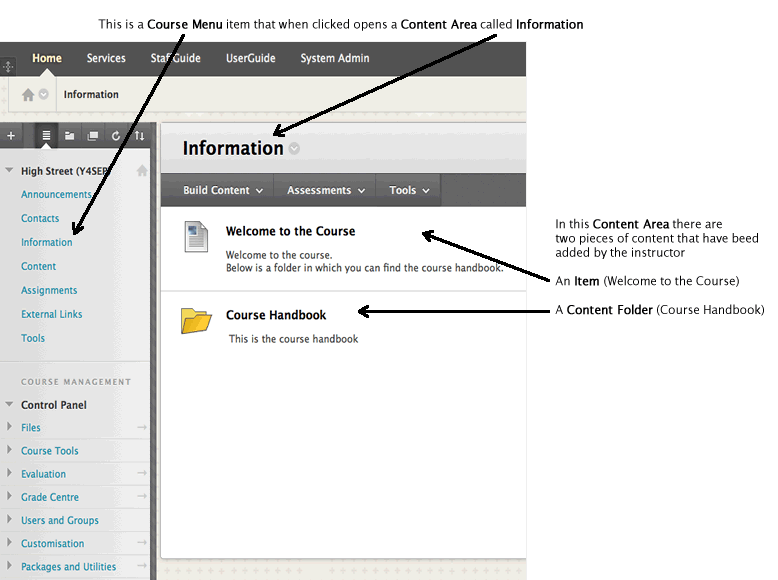 This is a Course Menu item that when clicked opens a Content Area called Information
Home Services StaffGuide UserGuide System Admin
Information
High Street (Y4SEP)
Announcements
Contacts
Information
Content
Assignments
External Links
Tools
COURSE MANAGEMENT
Control Panel
Files
Course Tools
Evaluation
Grade Centre
Users and Groups
Customisation
Packages and Utilities
Information
Build Content Assessments Tools
Welcome to the Course
Welcome to the course.
Below is a folder in which you can find the course handbook.
Course Handbook
This is the course handbook
In this Content Area there are
two pieces of content that have beed
added by the instructor
An Item (Welcome to the Course)
A Content Folder (Course Handbook)